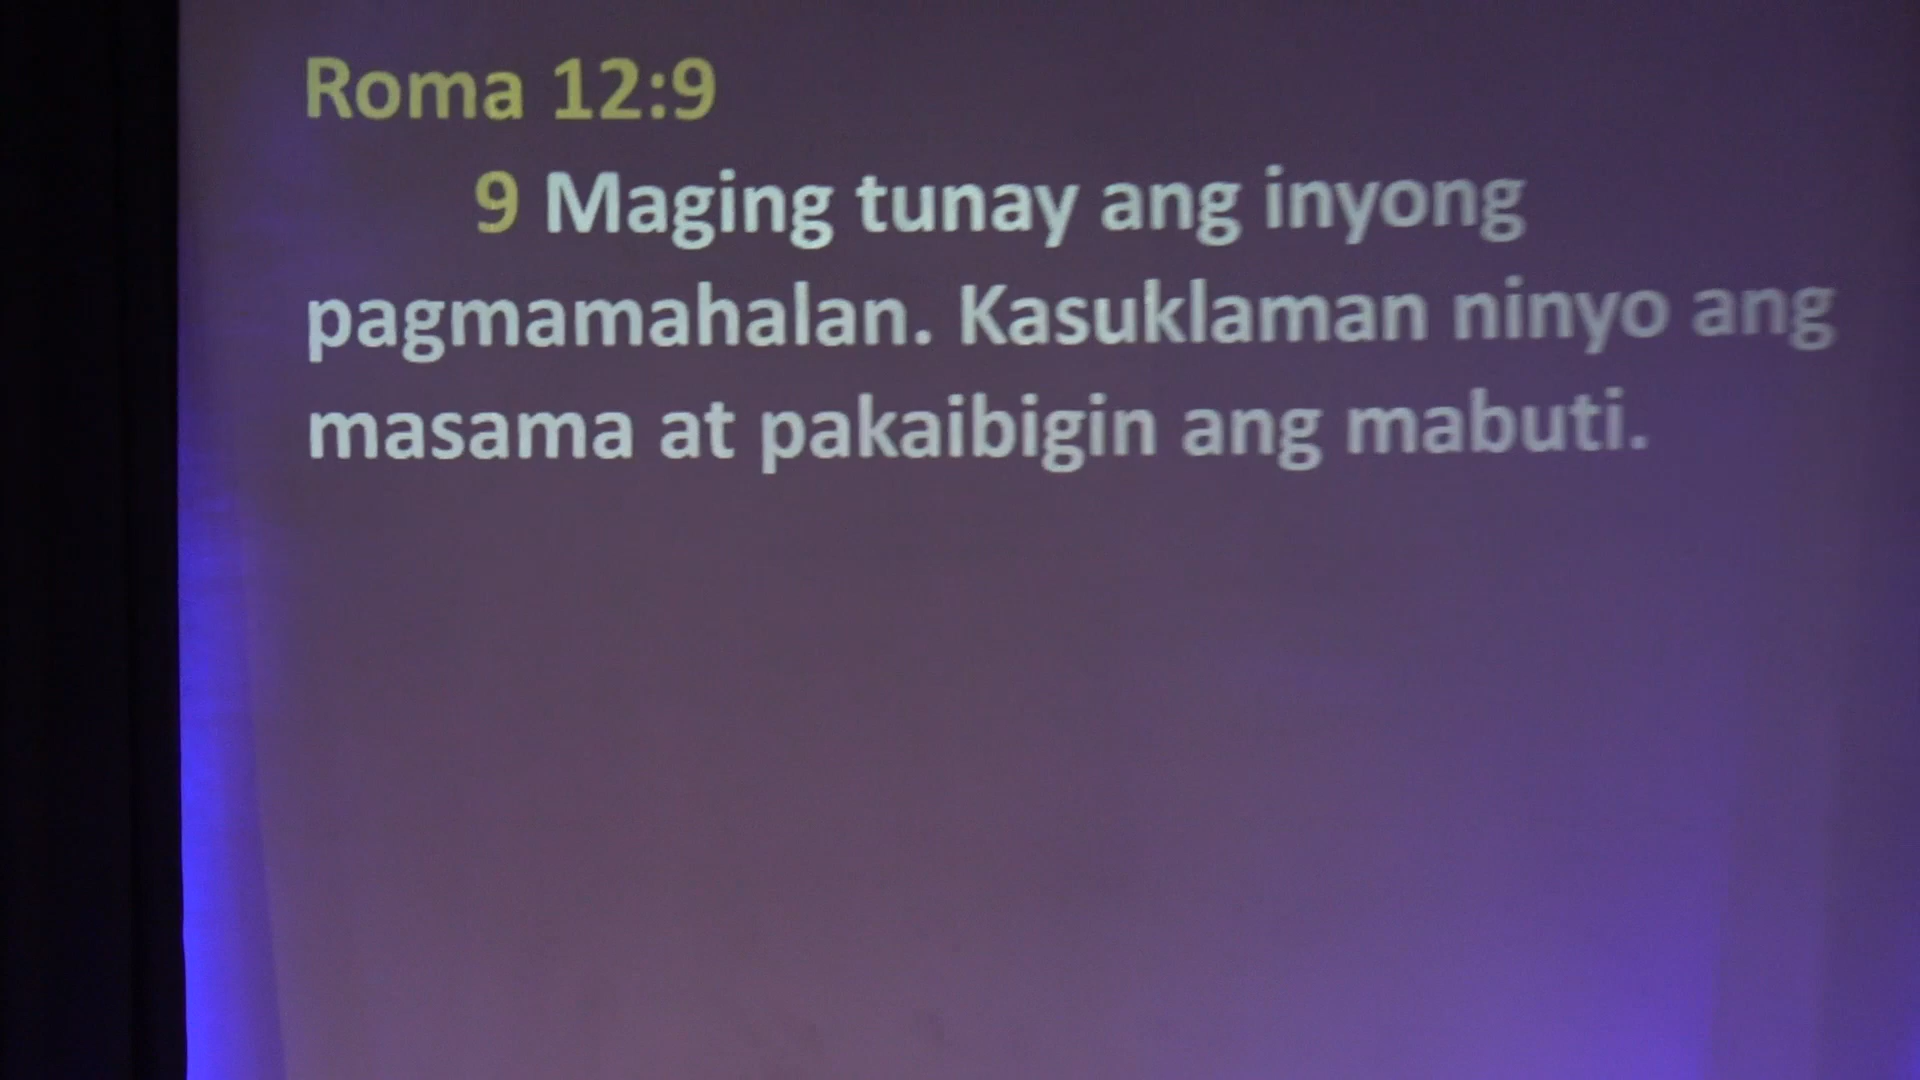 Roma 12:9
9 Maging tunay ang inyong
pagmamahalan. Kasuklaman ninyo ang
masama at pakaibigin ang mabuti.